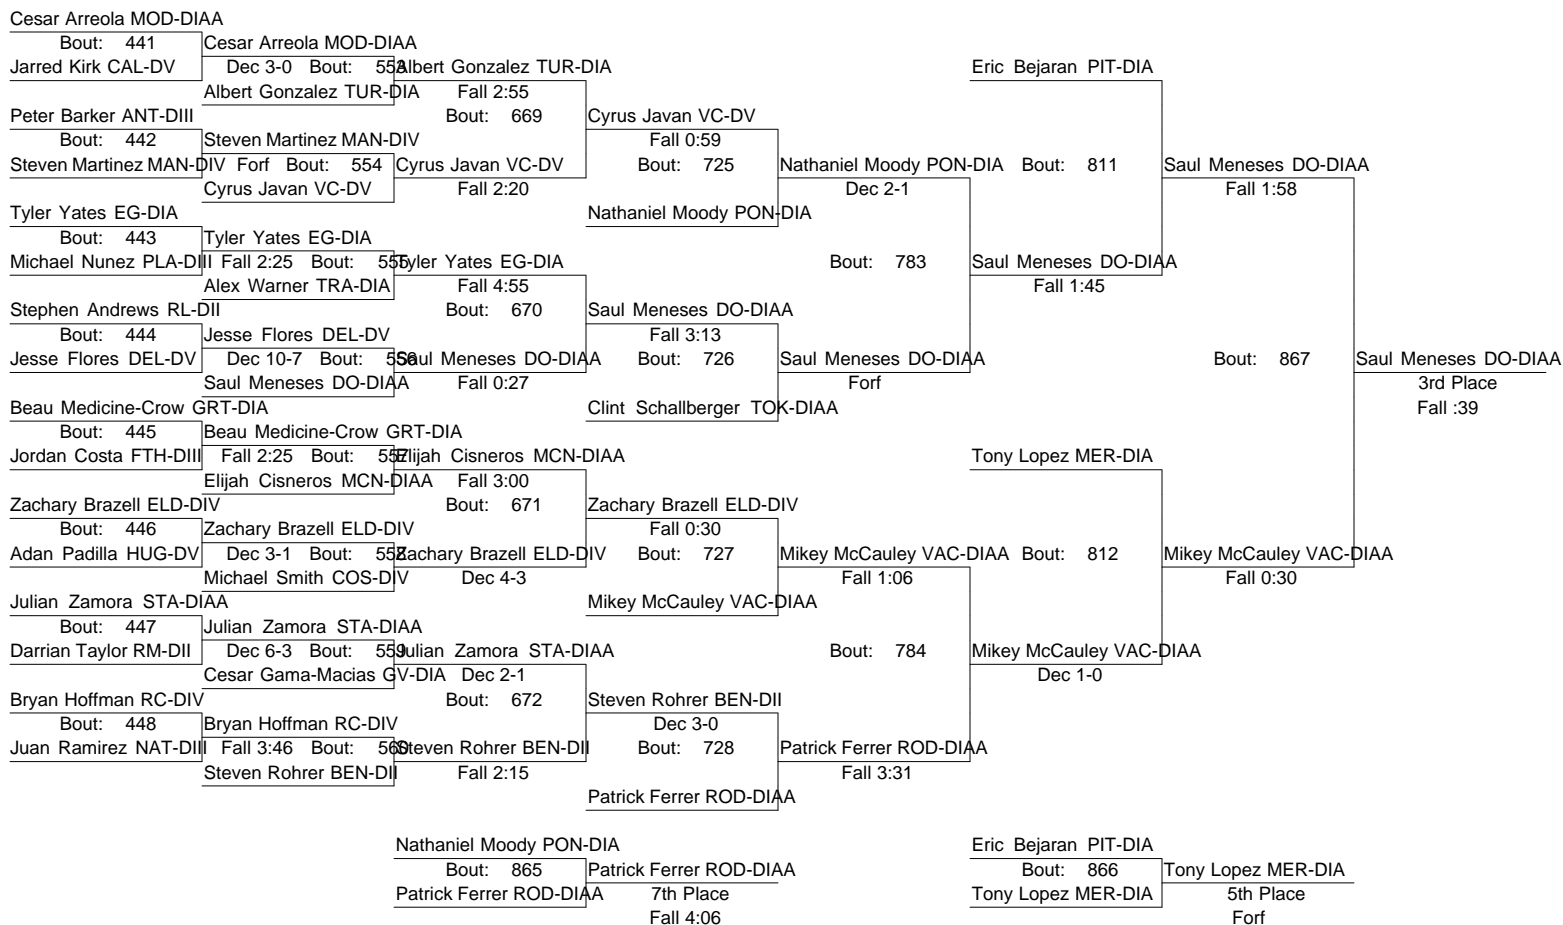 Cesar Arreola MOD-DIAA
Bout: 441 Cesar Arreola MOD-DIAA
Jarred Kirk CAL-DV Dec 3-0 Bout: 553 Albert Gonzalez TUR-DIA Eric Bejaran PIT-DIA
Albert Gonzalez TUR-DIA Fall 2:55
Peter Barker ANT-DIII Bout: 669 Cyrus Javan VC-DV
Bout: 442 Steven Martinez MAN-DIV Fall 0:59
Steven Martinez MAN-DIV Forf Bout: 554 Cyrus Javan VC-DV Bout: 725 Nathaniel Moody PON-DIA Bout: 811 Saul Meneses DO-DIAA
Cyrus Javan VC-DV Fall 2:20 Dec 2-1 Fall 1:58
Tyler Yates EG-DIA Nathaniel Moody PON-DIA
Bout: 443 Tyler Yates EG-DIA
Michael Nunez PLA-DIII Fall 2:25 Bout: 555 Tyler Yates EG-DIA Bout: 783 Saul Meneses DO-DIAA
Alex Warner TRA-DIA Fall 4:55 Fall 1:45
Stephen Andrews RL-DII Bout: 670 Saul Meneses DO-DIAA
Bout: 444 Jesse Flores DEL-DV Fall 3:13
Jesse Flores DEL-DV Dec 10-7 Bout: 556 Saul Meneses DO-DIAA Bout: 726 Saul Meneses DO-DIAA Bout: 867 Saul Meneses DO-DIAA
Saul Meneses DO-DIAA Fall 0:27 Forf 3rd Place
Beau Medicine-Crow GRT-DIA Clint Schallberger TOK-DIAA Fall :39
Bout: 445 Beau Medicine-Crow GRT-DIA
Jordan Costa FTH-DIII Fall 2:25 Bout: 557 Elijah Cisneros MCN-DIAA Tony Lopez MER-DIA
Elijah Cisneros MCN-DIAA Fall 3:00
Zachary Brazell ELD-DIV Bout: 671 Zachary Brazell ELD-DIV
Bout: 446 Zachary Brazell ELD-DIV Fall 0:30
Adan Padilla HUG-DV Dec 3-1 Bout: 558 Zachary Brazell ELD-DIV Bout: 727 Mikey McCauley VAC-DIAA Bout: 812 Mikey McCauley VAC-DIAA
Michael Smith COS-DIV Dec 4-3 Fall 1:06 Fall 0:30
Julian Zamora STA-DIAA Mikey McCauley VAC-DIAA
Bout: 447 Julian Zamora STA-DIAA
Darrian Taylor RM-DII Dec 6-3 Bout: 559 Julian Zamora STA-DIAA Bout: 784 Mikey McCauley VAC-DIAA
Cesar Gama-Macias GV-DIA Dec 2-1 Dec 1-0
Bryan Hoffman RC-DIV Bout: 672 Steven Rohrer BEN-DII
Bout: 448 Bryan Hoffman RC-DIV Dec 3-0
Juan Ramirez NAT-DIII Fall 3:46 Bout: 560 Steven Rohrer BEN-DII Bout: 728 Patrick Ferrer ROD-DIAA
Steven Rohrer BEN-DII Fall 2:15 Fall 3:31
Patrick Ferrer ROD-DIAA
Nathaniel Moody PON-DIA Eric Bejaran PIT-DIA
Bout: 865 Patrick Ferrer ROD-DIAA Bout: 866 Tony Lopez MER-DIA
Patrick Ferrer ROD-DIAA 7th Place Tony Lopez MER-DIA 5th Place
Fall 4:06 Forf